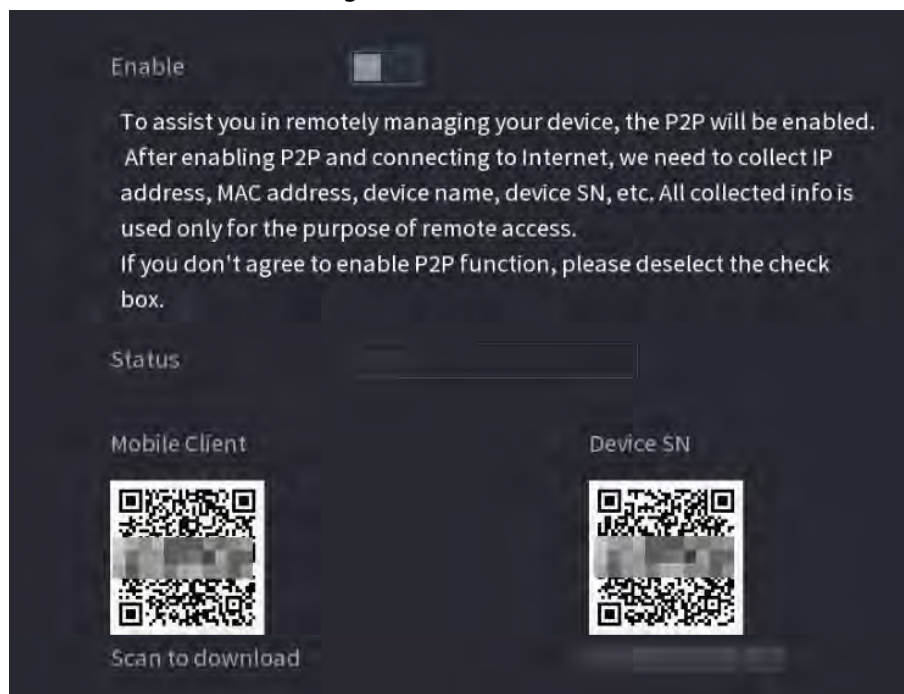 Enable
To assist you in remotely managing your device, the P2P will be enabled.
After enabling P2P and connecting to Internet, we need to collect IP
address, MAC address, device name, device SN, etc. All collected info is
used only for the purpose of remote access.
If you don't agree to enable P2P function, please deselect the check
box.
Status
Mobile Client
Device SN
Scan to download